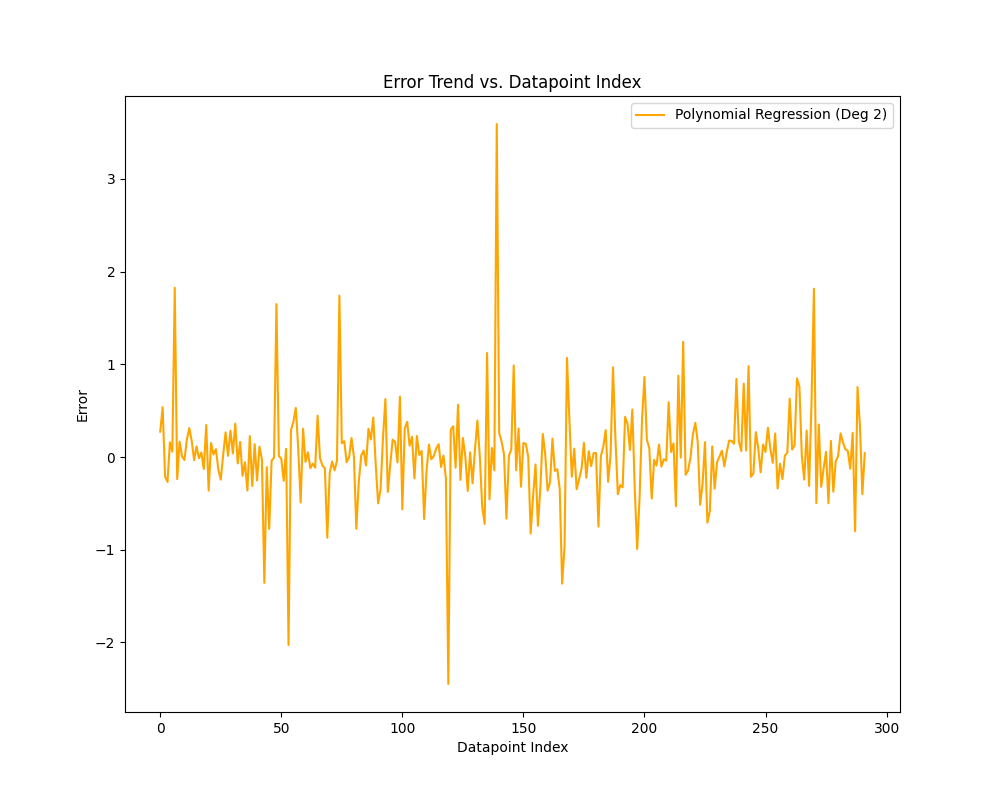 Error Trend vs. Datapoint Index
Polynomial Regression (Deg 2)
3
2
1
0
−1
−2
Error
0 50 100 150 200 250 300
Datapoint Index